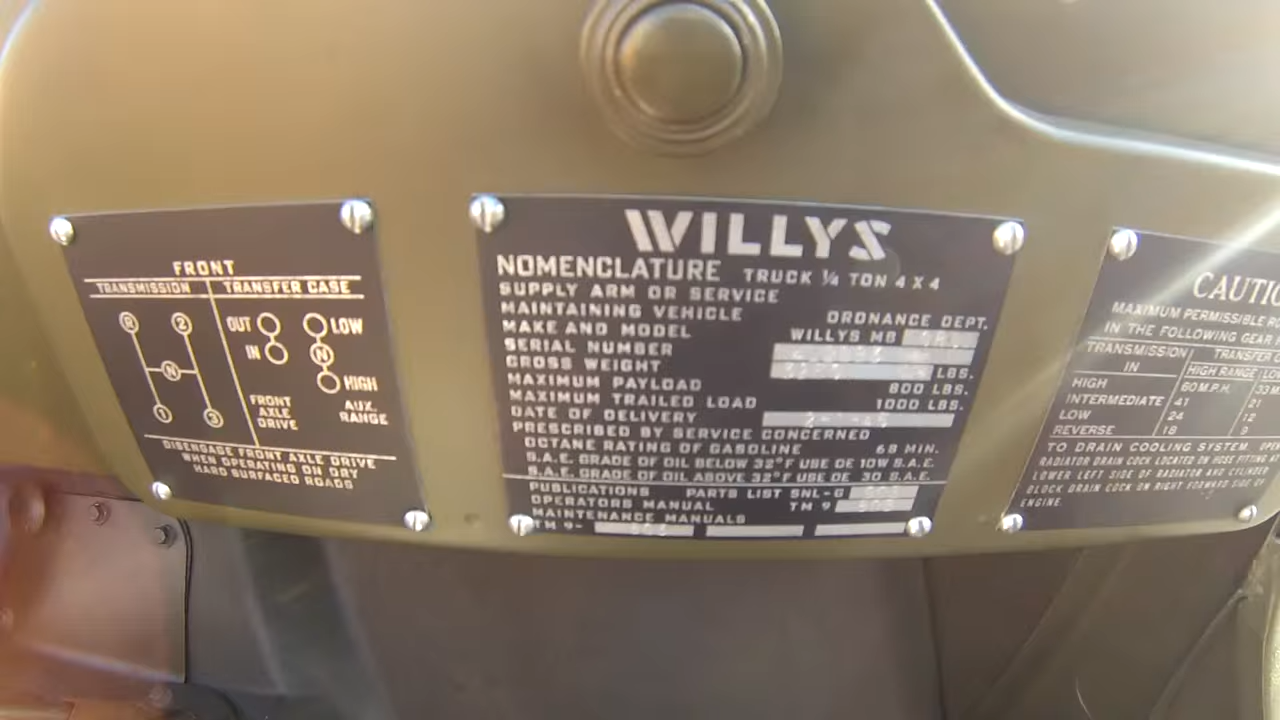 FRONT
TRANSMISSION TRANSFER CASE
R 2 OUT LOW
N IN N
1 3 HIGH
FRONT AXLE DRIVE
AUX. RANGE
DISENGAGE FRONT AXLE DRIVE
WHEN OPERATING ON DRY
HARD SURFACED ROADS
WILLYS
NOMENCLATURE TRUCK ¼ TON 4 X 4
SUPPLY ARM OR SERVICE
MAINTAINING VEHICLE ORDNANCE DEPT.
MAKE AND MODEL WILLYS MB
SERIAL NUMBER
GROSS WEIGHT LBS.
MAXIMUM PAYLOAD 800 LBS.
MAXIMUM TRAILED LOAD 1000 LBS.
DATE OF DELIVERY
PRESCRIBED BY SERVICE CONCERNED
OCTANE RATING OF GASOLINE 68 MIN.
S.A.E. GRADE OF OIL BELOW 32°F USE OE 10W S.A.E.
S.A.E. GRADE OF OIL ABOVE 32°F USE OE 30 S.A.E.
PUBLICATIONS PARTS LIST SNL-G
OPERATORS MANUAL TM 9
MAINTENANCE MANUALS
TM 9-
MAXIMUM PERMISSIBLE
IN THE FOLLOWING GEAR
TRANSMISSION TRANSFER
IN HIGH RANGE
HIGH 60 M.P.H. 33
INTERMEDIATE 41 21
LOW 24 12
REVERSE 18 9
TO DRAIN COOLING SYSTEM,
RADIATOR DRAIN COCK LOCATED ON HOSE FITTING AT
LOWER LEFT SIDE OF RADIATOR AND CYLINDER
BLOCK DRAIN COCK ON RIGHT FORWARD SIDE OF
ENGINE.